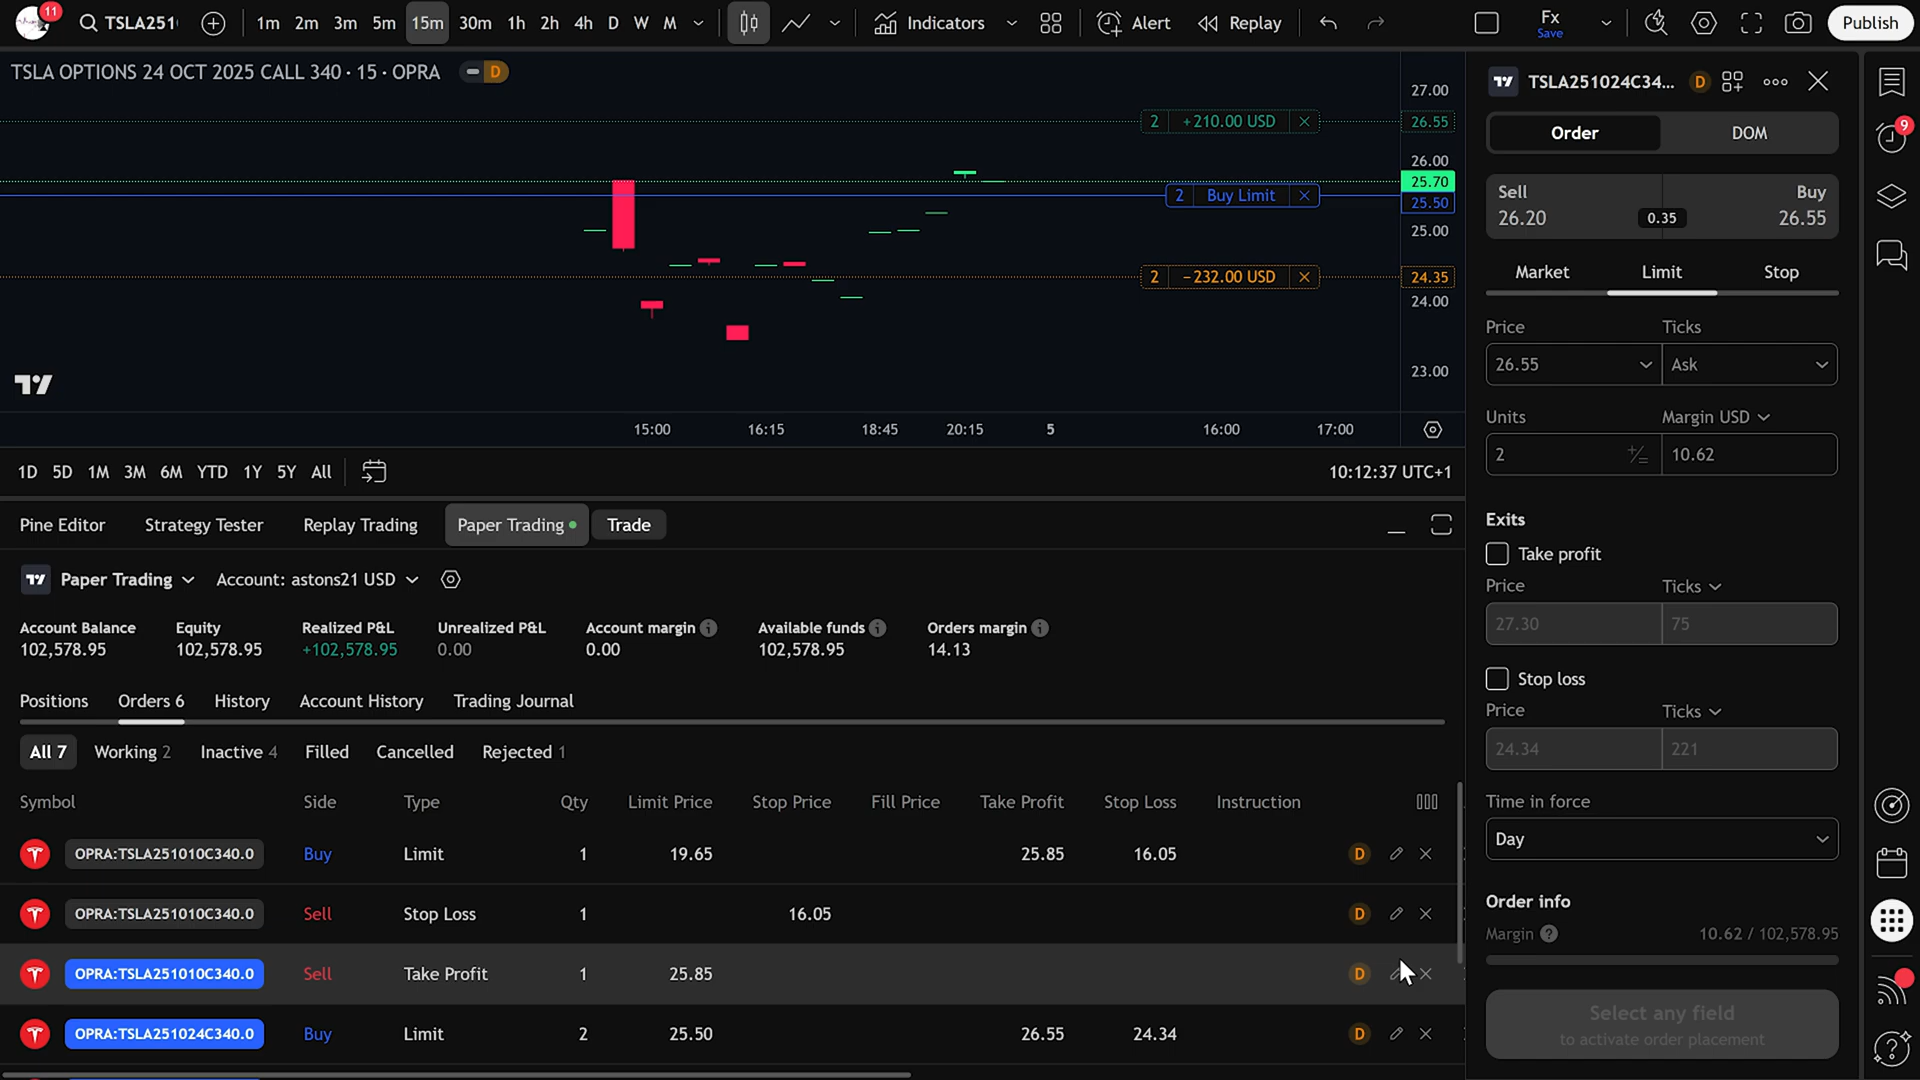 11
TSLA251
1m 2m 3m 5m 15m 30m 1h 2h 4h D W M
Indicators
Alert
Replay
Fx
Save
Publish
TSLA OPTIONS 24 OCT 2025 CALL 340 · 15 · OPRA
D
27.00
2 +210.00 USD
26.55
26.00
25.70
2 Buy Limit
25.50
25.00
2 −232.00 USD
24.35
24.00
23.00
15:00 16:15 18:45 20:15 5 16:00 17:00
1D 5D 1M 3M 6M YTD 1Y 5Y All
10:12:37 UTC+1
Pine Editor Strategy Tester Replay Trading Paper Trading Trade
Paper Trading Account: astons21 USD
Account Balance Equity Realized P&L Unrealized P&L Account margin Available funds Orders margin
102,578.95 102,578.95 +102,578.95 0.00 0.00 102,578.95 14.13
Positions Orders 6 History Account History Trading Journal
All 7 Working 2 Inactive 4 Filled Cancelled Rejected 1
Symbol Side Type Qty Limit Price Stop Price Fill Price Take Profit Stop Loss Instruction
OPRA:TSLA251010C340.0 Buy Limit 1 19.65 25.85 16.05 D
OPRA:TSLA251010C340.0 Sell Stop Loss 1 16.05 D
OPRA:TSLA251010C340.0 Sell Take Profit 1 25.85 D
OPRA:TSLA251024C340.0 Buy Limit 2 25.50 26.55 24.34 D
TSLA251024C34... D
Order DOM
Sell Buy
26.20 0.35 26.55
Market Limit Stop
Price Ticks
26.55 Ask
Units Margin USD
2 10.62
Exits
Take profit
Price Ticks
27.30 75
Stop loss
Price Ticks
24.34 221
Time in force
Day
Order info
Margin 10.62 / 102,578.95
Select any field
to activate order placement
9